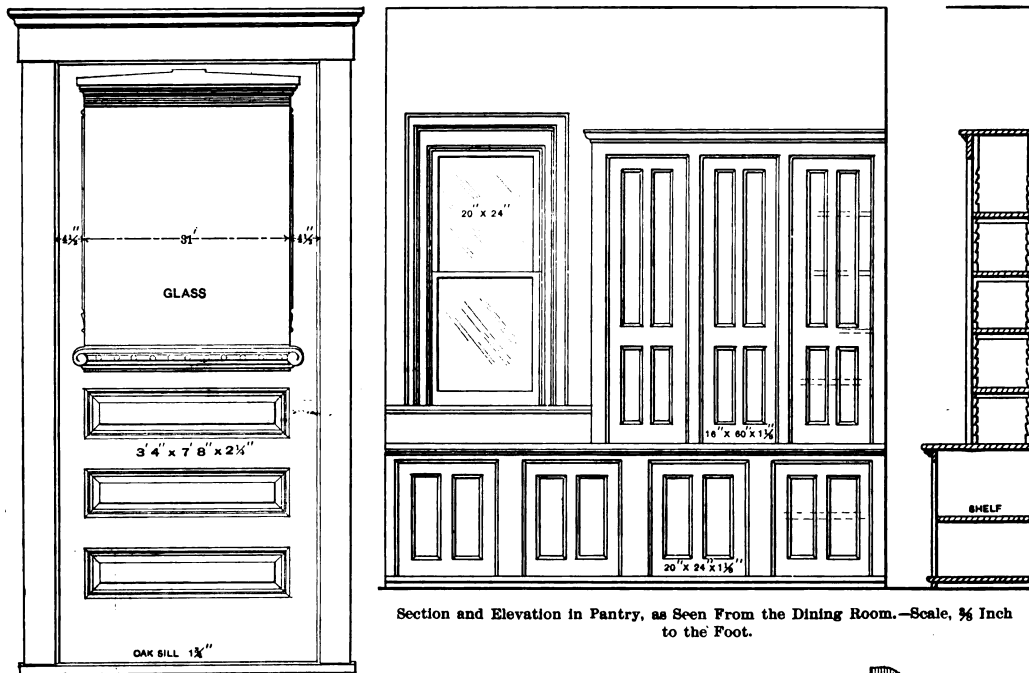 4½" 31' 4½"
GLASS
3' 4" x 7' 8" x 2¼"
OAK SILL 1¾"
20" X 24"
16" X 60" X 1⅛"
20" X 24" X 1⅛"
SHELF
Section and Elevation in Pantry, as Seen From the Dining Room.—Scale, ⅜ Inch
to the Foot.